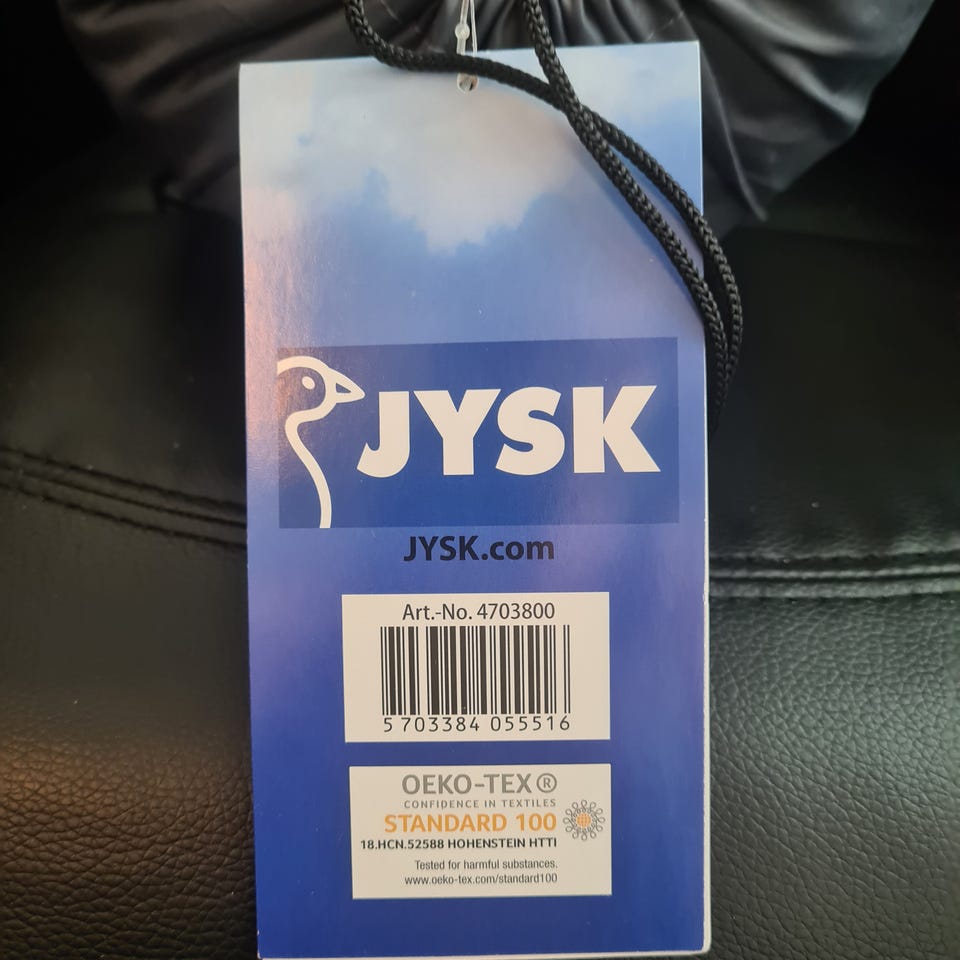 JYSK
JYSK.com
Art.-No. 4703800
5 703384 055516
OEKO-TEX®
CONFIDENCE IN TEXTILES
STANDARD 100
18.HCN.52588 HOHENSTEIN HTTI
Tested for harmful substances.
www.oeko-tex.com/standard100